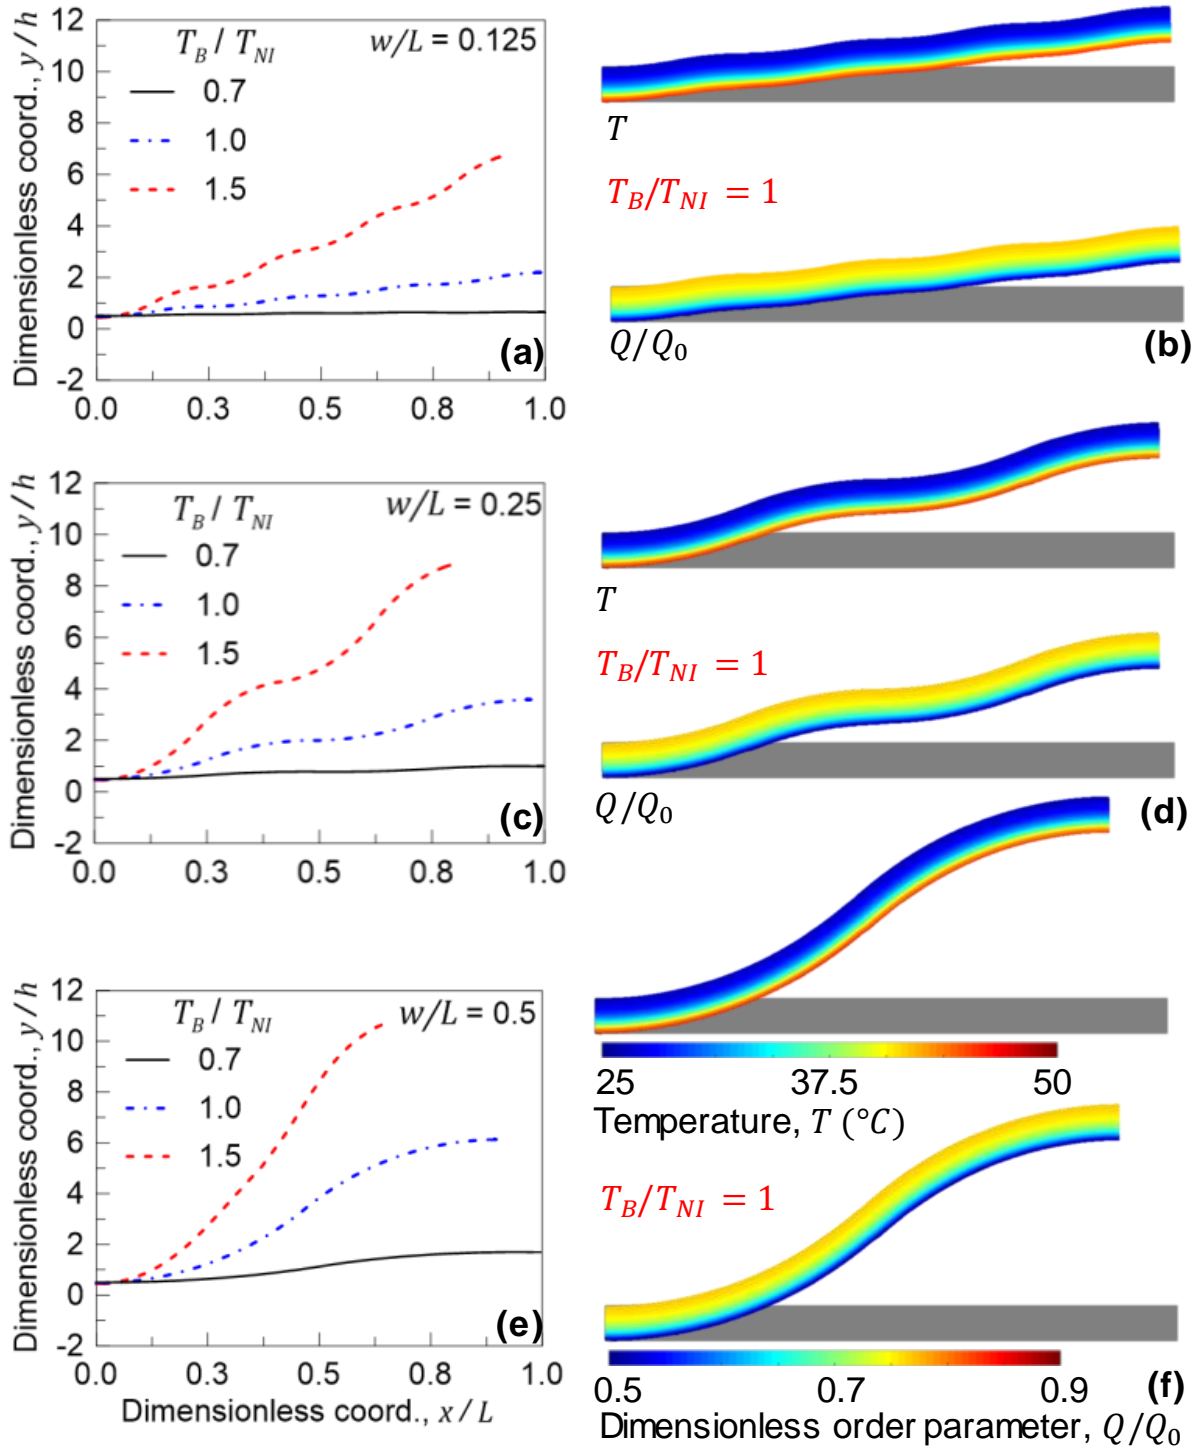 Dimensionless coord., y/h
12
10
8
6
4
2
0
-2
T_B / T_NI
w/L = 0.125
0.7
1.0
1.5
(a)
0.0 0.3 0.5 0.8 1.0
T
T_B/T_NI = 1
Q/Q_0
(b)
Dimensionless coord., y/h
12
10
8
6
4
2
0
-2
T_B / T_NI
w/L = 0.25
0.7
1.0
1.5
(c)
0.0 0.3 0.5 0.8 1.0
T
T_B/T_NI = 1
Q/Q_0
(d)
Dimensionless coord., y/h
12
10
8
6
4
2
0
-2
T_B / T_NI
w/L = 0.5
0.7
1.0
1.5
(e)
0.0 0.3 0.5 0.8 1.0
Dimensionless coord., x/L
25 37.5 50
Temperature, T (°C)
T_B/T_NI = 1
0.5 0.7 0.9
(f)
Dimensionless order parameter, Q/Q_0